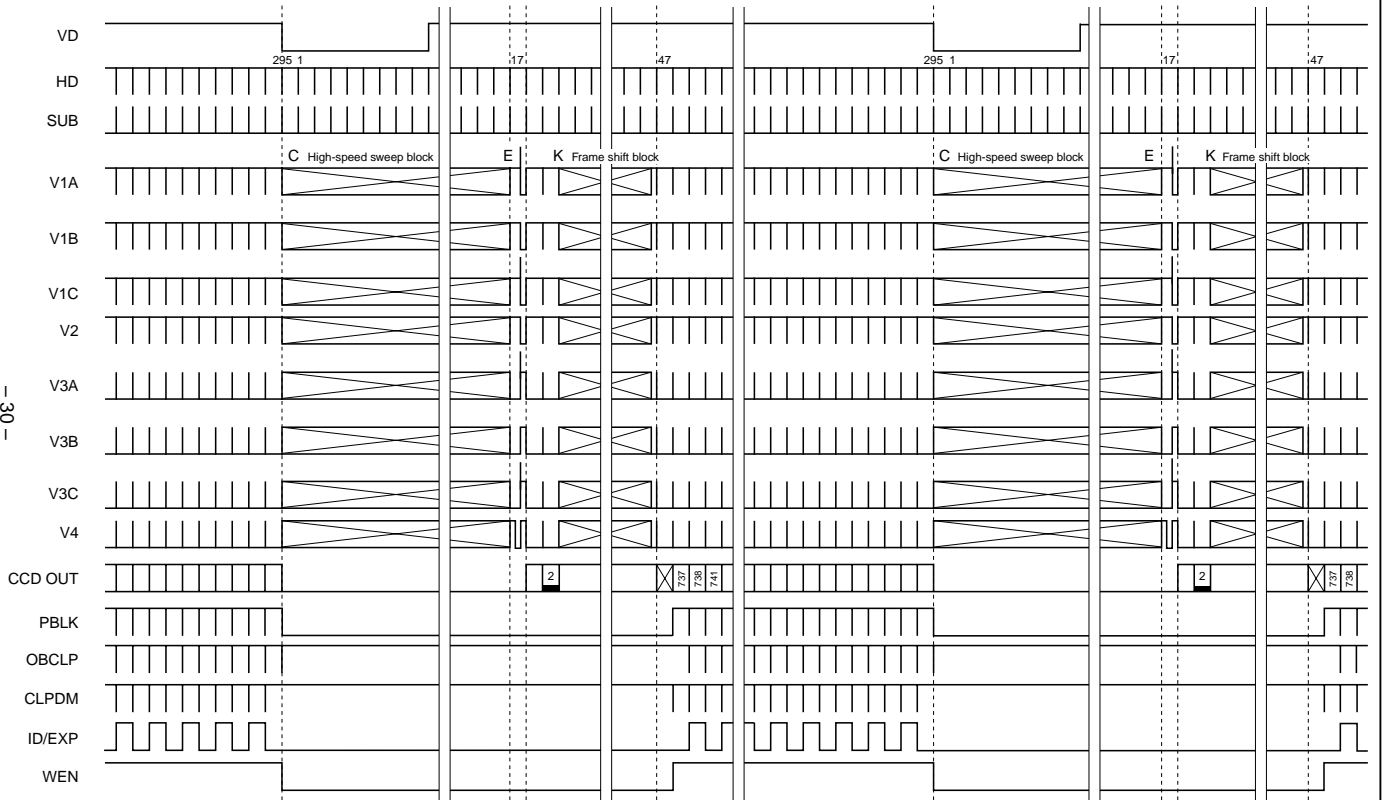 VD
295 1 17 47 295 1 17 47
HD
SUB
C High-speed sweep block E K Frame shift block C High-speed sweep block E K Frame shift block
V1A
V1B
V1C
V2
V3A
– 30 –
V3B
V3C
V4
CCD OUT 2 737 738 741 2 737 738
PBLK
OBCLP
CLPDM
ID/EXP
WEN